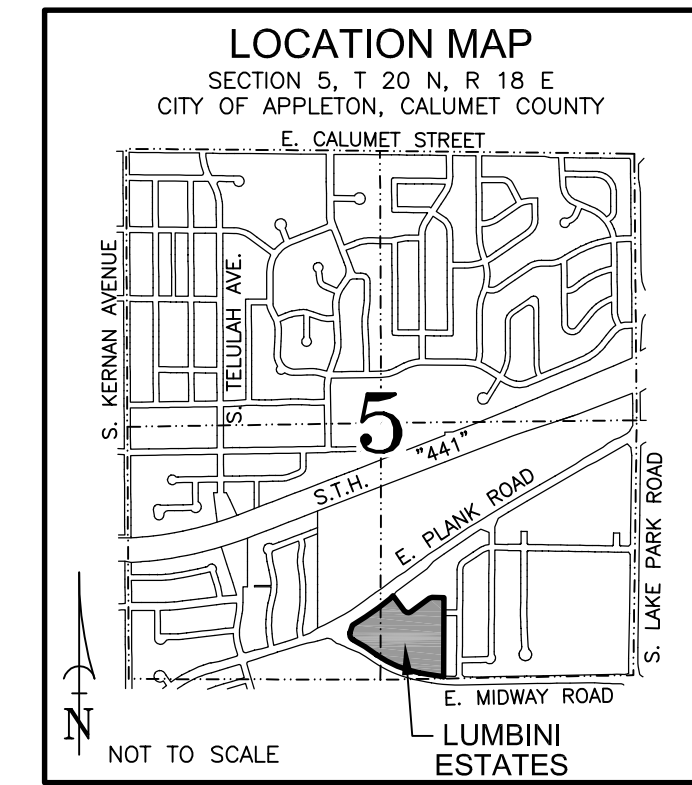 LOCATION MAP
SECTION 5, T 20 N, R 18 E
CITY OF APPLETON, CALUMET COUNTY
E. CALUMET STREET
S. KERNAN AVENUE
S. TELULAH AVE.
5
S.T.H. "441"
E. PLANK ROAD
S. LAKE PARK ROAD
E. MIDWAY ROAD
N
NOT TO SCALE
LUMBINI
ESTATES